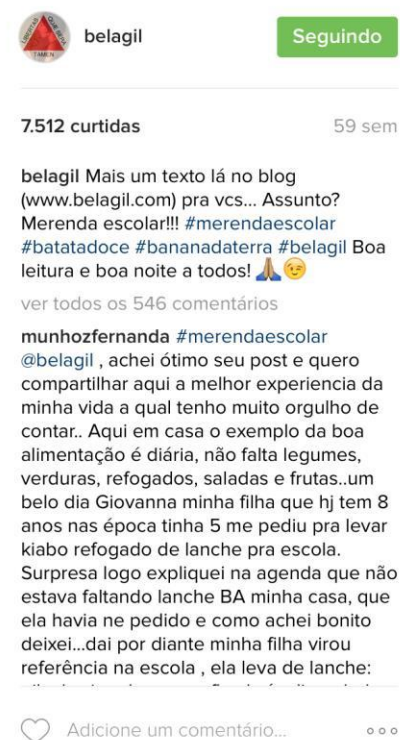 belagil
Seguindo
7.512 curtidas
59 sem
belagil Mais um texto lá no blog
(www.belagil.com) pra vcs... Assunto?
Merenda escolar!!! #merendaescolar
#batatadoce #bananadaterra #belagil Boa
leitura e boa noite a todos! 🙏😉
ver todos os 546 comentários
munhozfernanda #merendaescolar
@belagil , achei ótimo seu post e quero
compartilhar aqui a melhor experiencia da
minha vida a qual tenho muito orgulho de
contar.. Aqui em casa o exemplo da boa
alimentação é diária, não falta legumes,
verduras, refogados, saladas e frutas..um
belo dia Giovanna minha filha que hj tem 8
anos nas época tinha 5 me pediu pra levar
kiabo refogado de lanche pra escola.
Surpresa logo expliquei na agenda que não
estava faltando lanche BA minha casa, que
ela havia ne pedido e como achei bonito
deixei...dai por diante minha filha virou
referência na escola , ela leva de lanche:
Adicione um comentário...